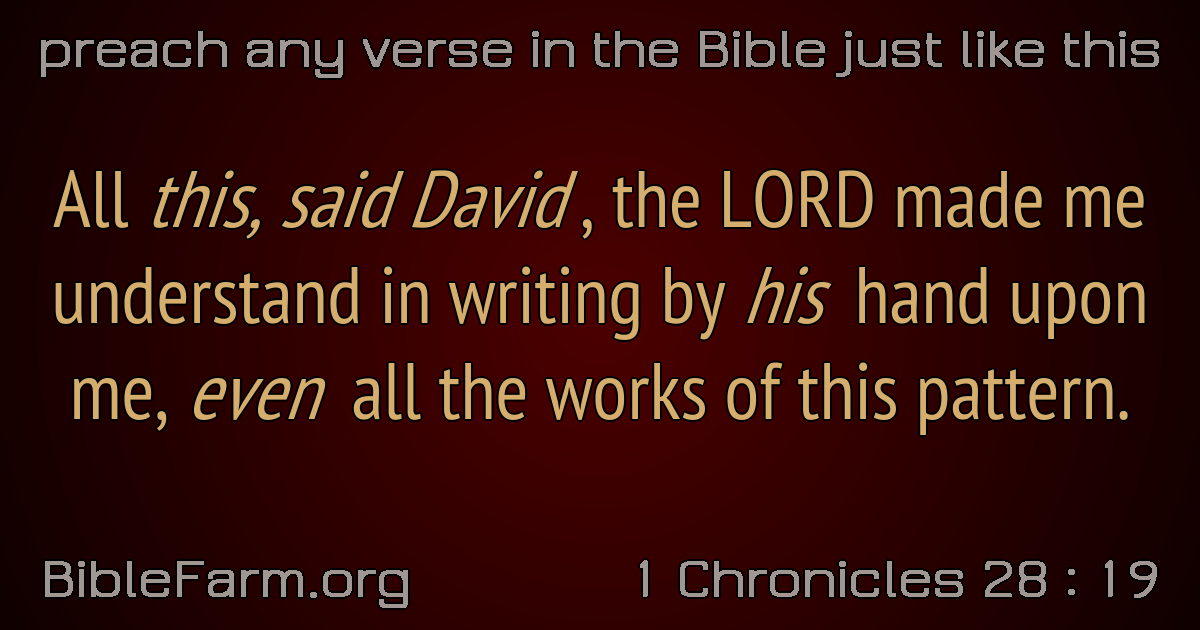 preach any verse in the Bible just like this
All this, said David , the LORD made me
understand in writing by his hand upon
me, even all the works of this pattern.
BibleFarm.org
1 Chronicles 28 : 19